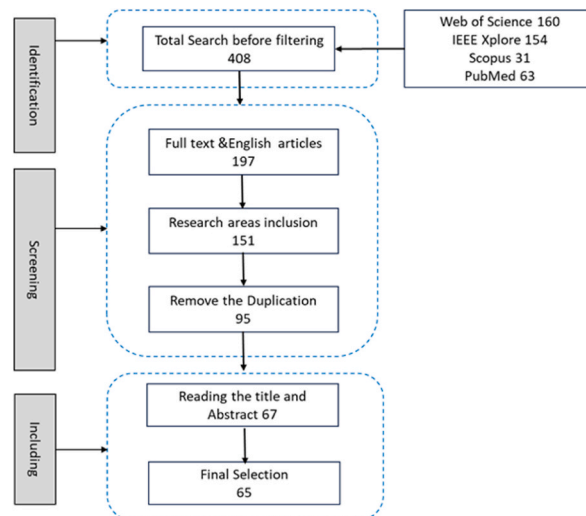 Identification
Total Search before filtering
408
Web of Science 160
IEEE Xplore 154
Scopus 31
PubMed 63
Screening
Full text &English articles
197
Research areas inclusion
151
Remove the Duplication
95
Including
Reading the title and
Abstract 67
Final Selection
65